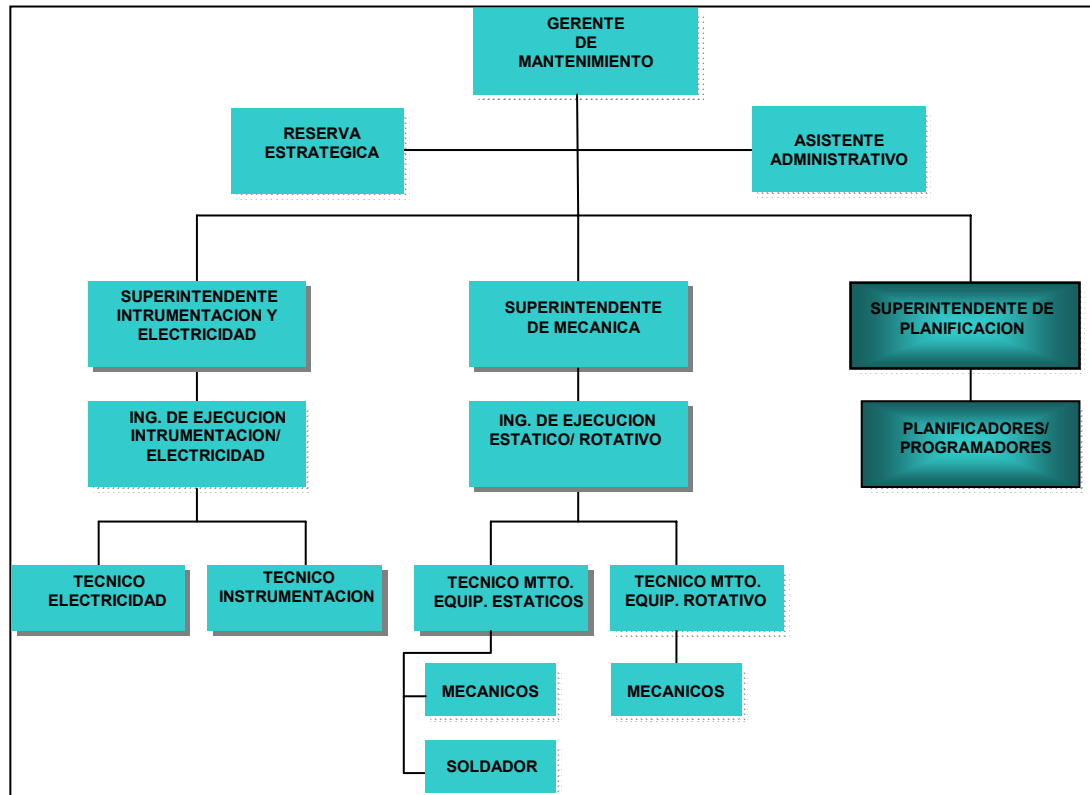 GERENTE
DE
MANTENIMIENTO
RESERVA
ESTRATEGICA
ASISTENTE
ADMINISTRATIVO
SUPERINTENDENTE
INTRUMENTACION Y
ELECTRICIDAD
SUPERINTENDENTE
DE MECANICA
SUPERINTENDENTE DE
PLANIFICACION
ING. DE EJECUCION
INTRUMENTACION/
ELECTRICIDAD
ING. DE EJECUCION
ESTATICO/ ROTATIVO
PLANIFICADORES/
PROGRAMADORES
TECNICO
ELECTRICIDAD
TECNICO
INSTRUMENTACION
TECNICO MTTO.
EQUIP. ESTATICOS
TECNICO MTTO.
EQUIP. ROTATIVO
MECANICOS
MECANICOS
SOLDADOR